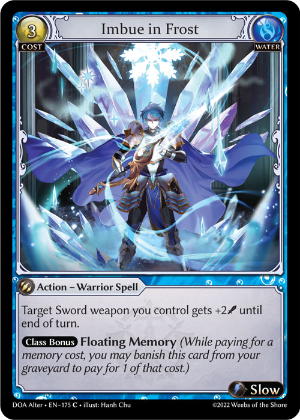 Imbue in Frost
3
COST
WATER
Action – Warrior Spell
Target Sword weapon you control gets +2 until
end of turn.
Class Bonus Floating Memory (While paying for a
memory cost, you may banish this card from your
graveyard to pay for 1 of that cost.)
Slow
DOA Alter • EN-175 C • illust: Hanh Chu
©2022 Weebs of the Shore